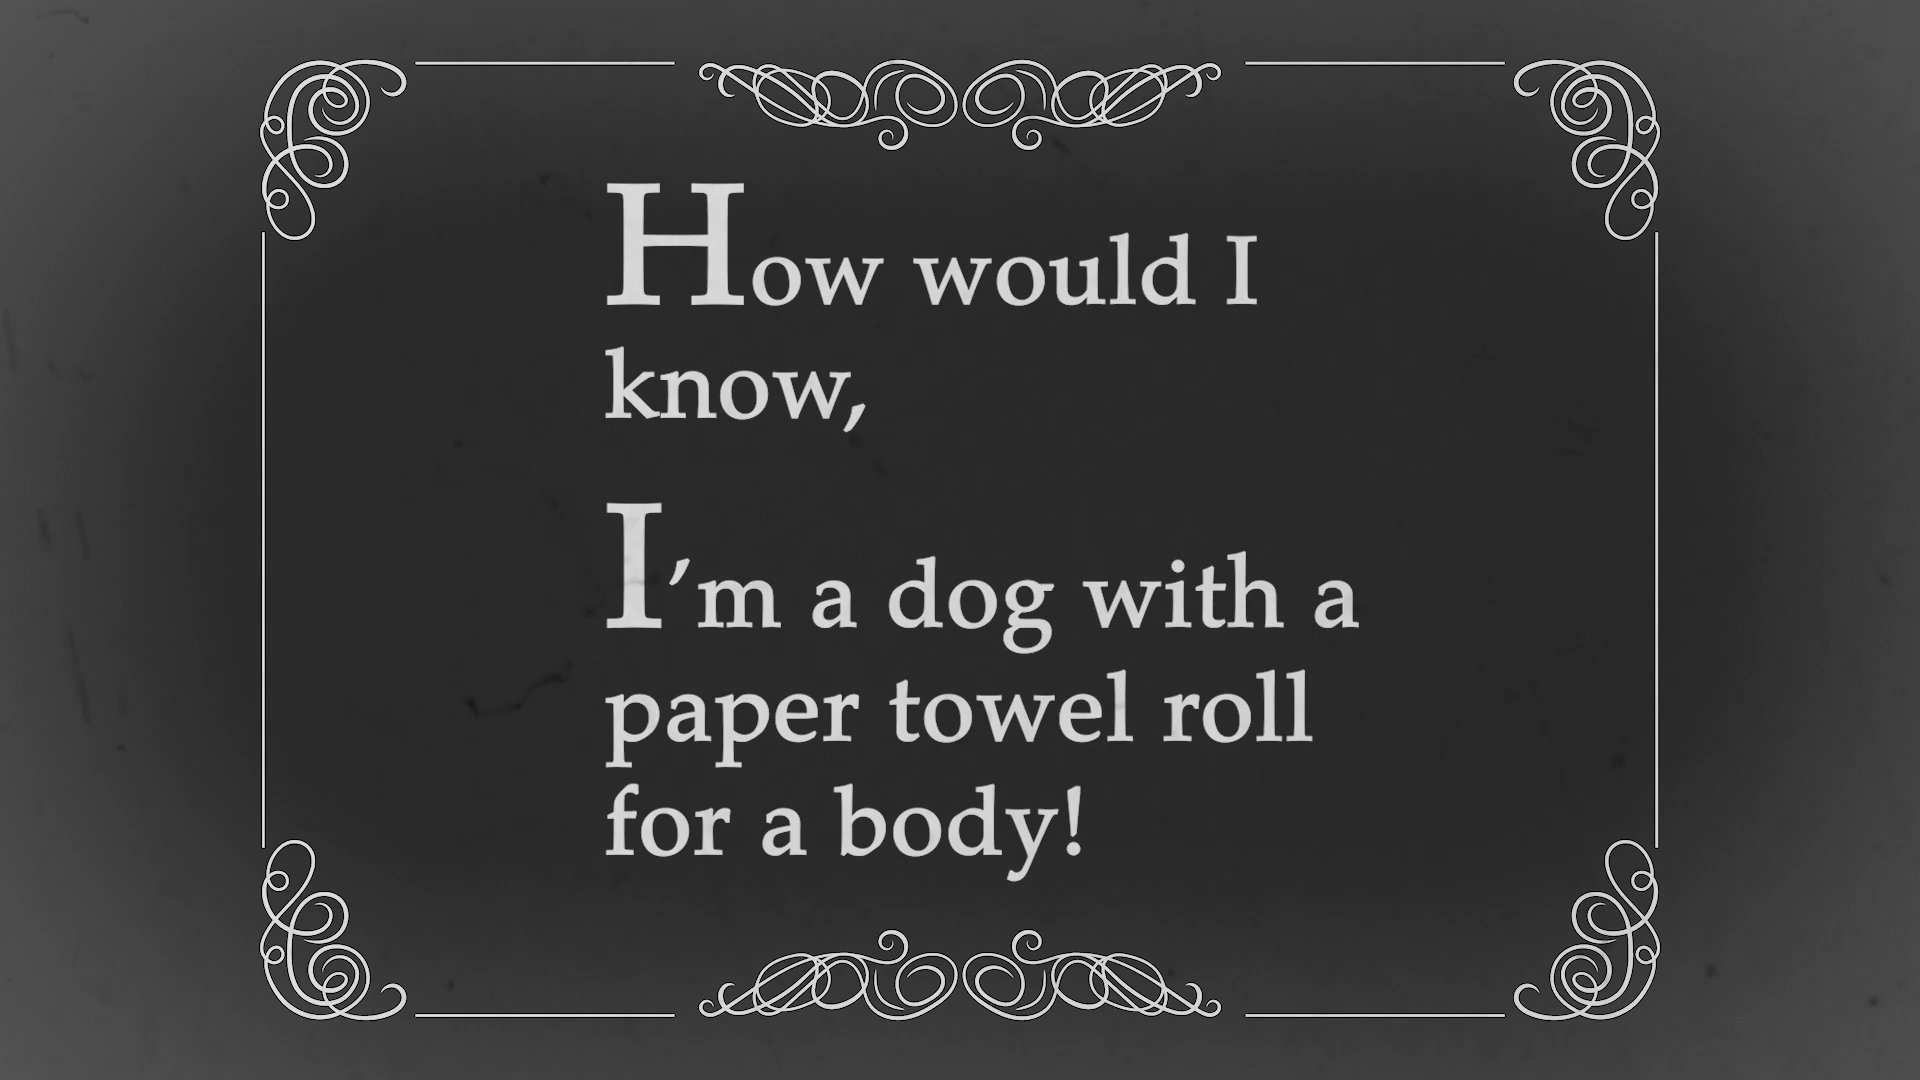 How would I
know,
I’m a dog with a
paper towel roll
for a body!